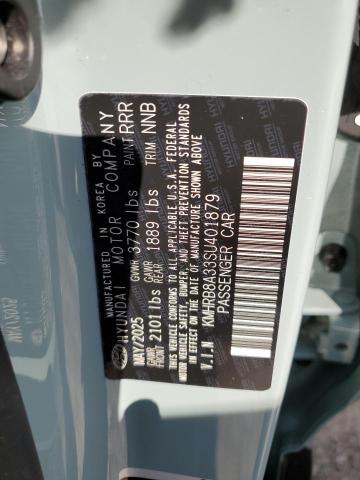 MANUFACTURED IN KOREA BY
HYUNDAI MOTOR COMPANY
PAINT RRR
TRIM NNB
MAY/2025
GVWR 3770 lbs
GAWR FRONT 2101 lbs
GAWR REAR 1889 lbs
THIS VEHICLE CONFORMS TO ALL APPLICABLE U.S.A. FEDERAL
MOTOR VEHICLE SAFETY, BUMPER, AND THEFT PREVENTION STANDARDS
IN EFFECT ON THE DATE OF MANUFACTURE SHOWN ABOVE
V.I.N. KMHRB8A33SU401879
PASSENGER CAR